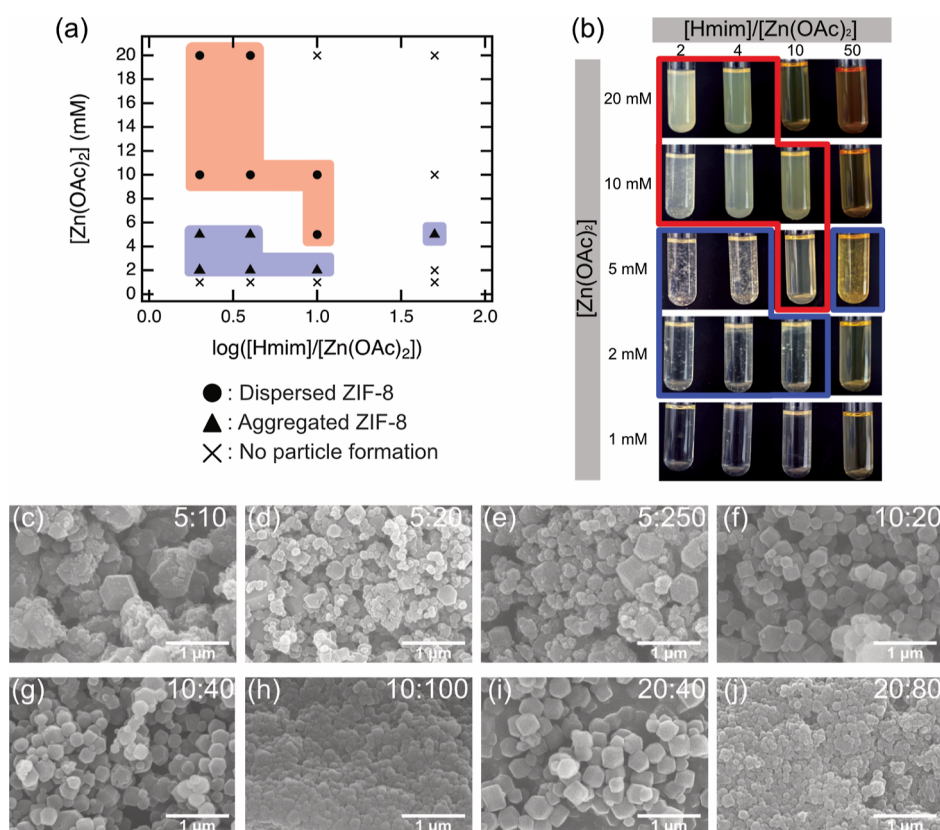 (a)
20
18
16
14
12
10
8
6
4
2
0
[Zn(OAc)₂] (mM)
0.0 0.5 1.0 1.5 2.0
log([Hmim]/[Zn(OAc)₂])
: Dispersed ZIF-8
: Aggregated ZIF-8
: No particle formation
(b)
[Hmim]/[Zn(OAc)₂]
2 4 10 50
[Zn(OAc)₂]
20 mM
10 mM
5 mM
2 mM
1 mM
(c) 5:10
1 μm
(d) 5:20
1 μm
(e) 5:250
1 μm
(f) 10:20
1 μm
(g) 10:40
1 μm
(h) 10:100
1 μm
(i) 20:40
1 μm
(j) 20:80
1 μm